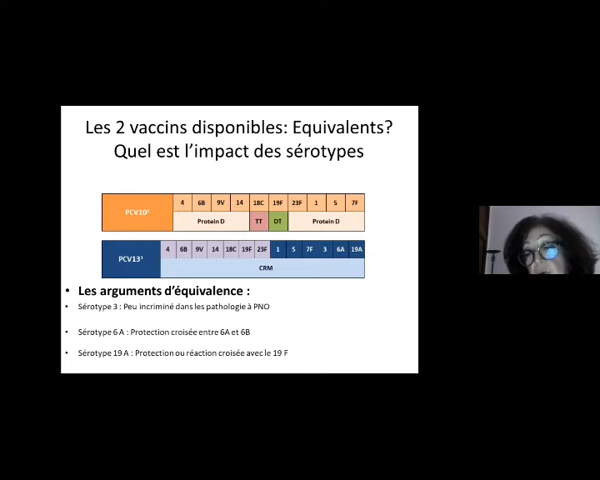 Les 2 vaccins disponibles: Equivalents?
Quel est l'impact des sérotypes
PCV10¹ 4 6B 9V 14 18C 19F 23F 1 5 7F
Protein D TT DT Protein D
PCV13³ 4 6B 9V 14 18C 19F 23F 1 5 7F 3 6A 19A
CRM
• Les arguments d'équivalence :
• Sérotype 3 : Peu incriminé dans les pathologie à PNO
• Sérotype 6 A : Protection croisée entre 6A et 6B
• Sérotype 19 A : Protection ou réaction croisée avec le 19 F